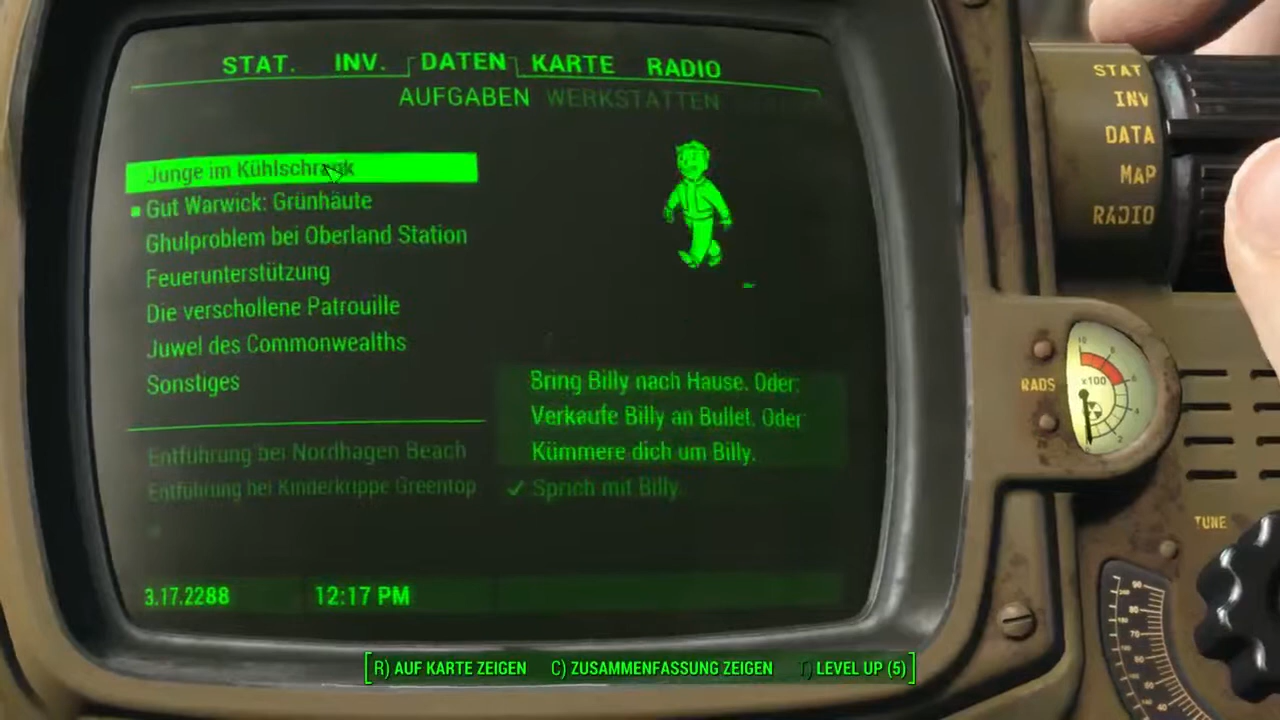 STAT. INV. DATEN KARTE RADIO
AUFGABEN WERKSTATTEN
Junge im Kühlschrank
Gut Warwick: Grünhäute
Ghulproblem bei Oberland Station
Feuerunterstützung
Die verschollene Patrouille
Juwel des Commonwealths
Sonstiges
Entführung bei Nordhagen Beach
Entführung bei Kinderkrippe Greentop
Bring Billy nach Hause. Oder:
Verkaufe Billy an Bullet. Oder
Kümmere dich um Billy.
Sprich mit Billy.
3.17.2288 12:17 PM
R) AUF KARTE ZEIGEN C) ZUSAMMENFASSUNG ZEIGEN T) LEVEL UP (5)
STAT
INV
DATA
MAP
RADIO
RADS
x100
TUNE